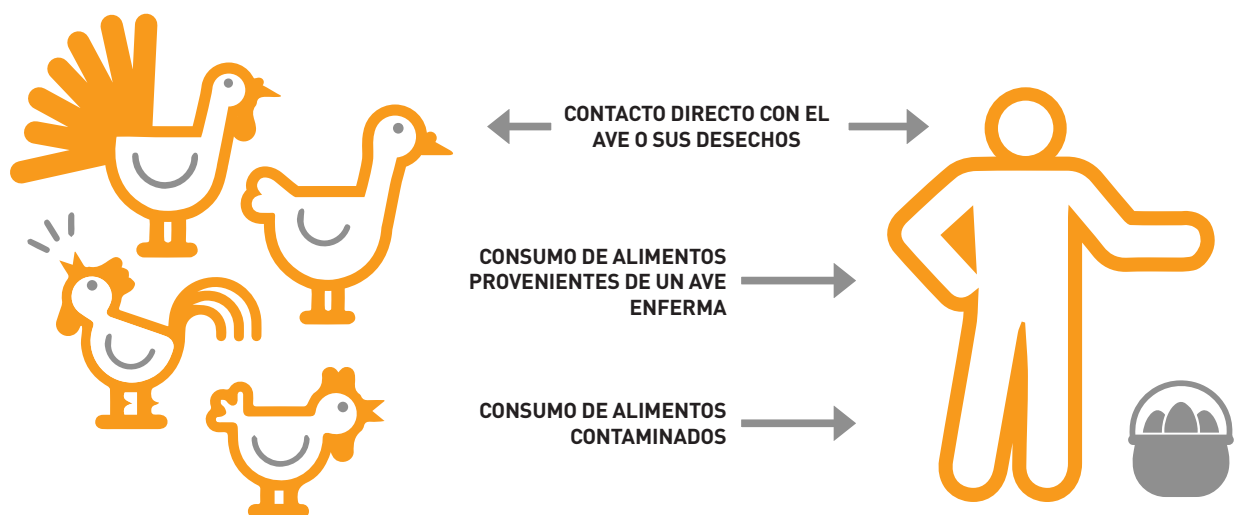 CONTACTO DIRECTO CON EL
AVE O SUS DESECHOS
CONSUMO DE ALIMENTOS
PROVENIENTES DE UN AVE
ENFERMA
CONSUMO DE ALIMENTOS
CONTAMINADOS